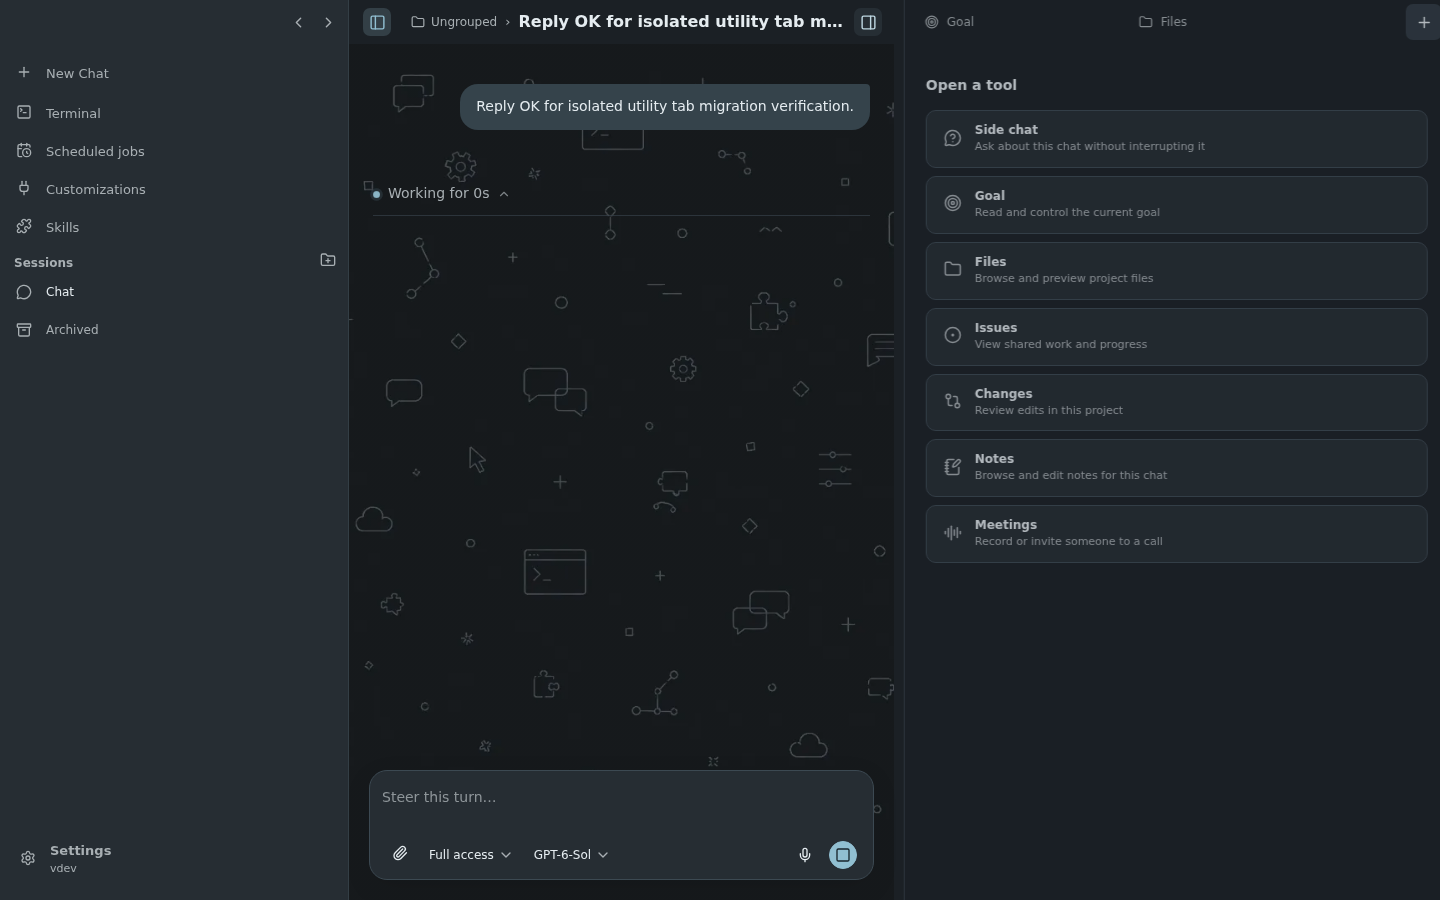 Ungrouped › Reply OK for isolated utility tab m...
Goal
Files
New Chat
Terminal
Scheduled jobs
Customizations
Skills
Sessions
Chat
Archived
Settings
vdev
Reply OK for isolated utility tab migration verification.
Working for 0s
Steer this turn...
Full access
GPT-6-Sol
Open a tool
Side chat
Ask about this chat without interrupting it
Goal
Read and control the current goal
Files
Browse and preview project files
Issues
View shared work and progress
Changes
Review edits in this project
Notes
Browse and edit notes for this chat
Meetings
Record or invite someone to a call